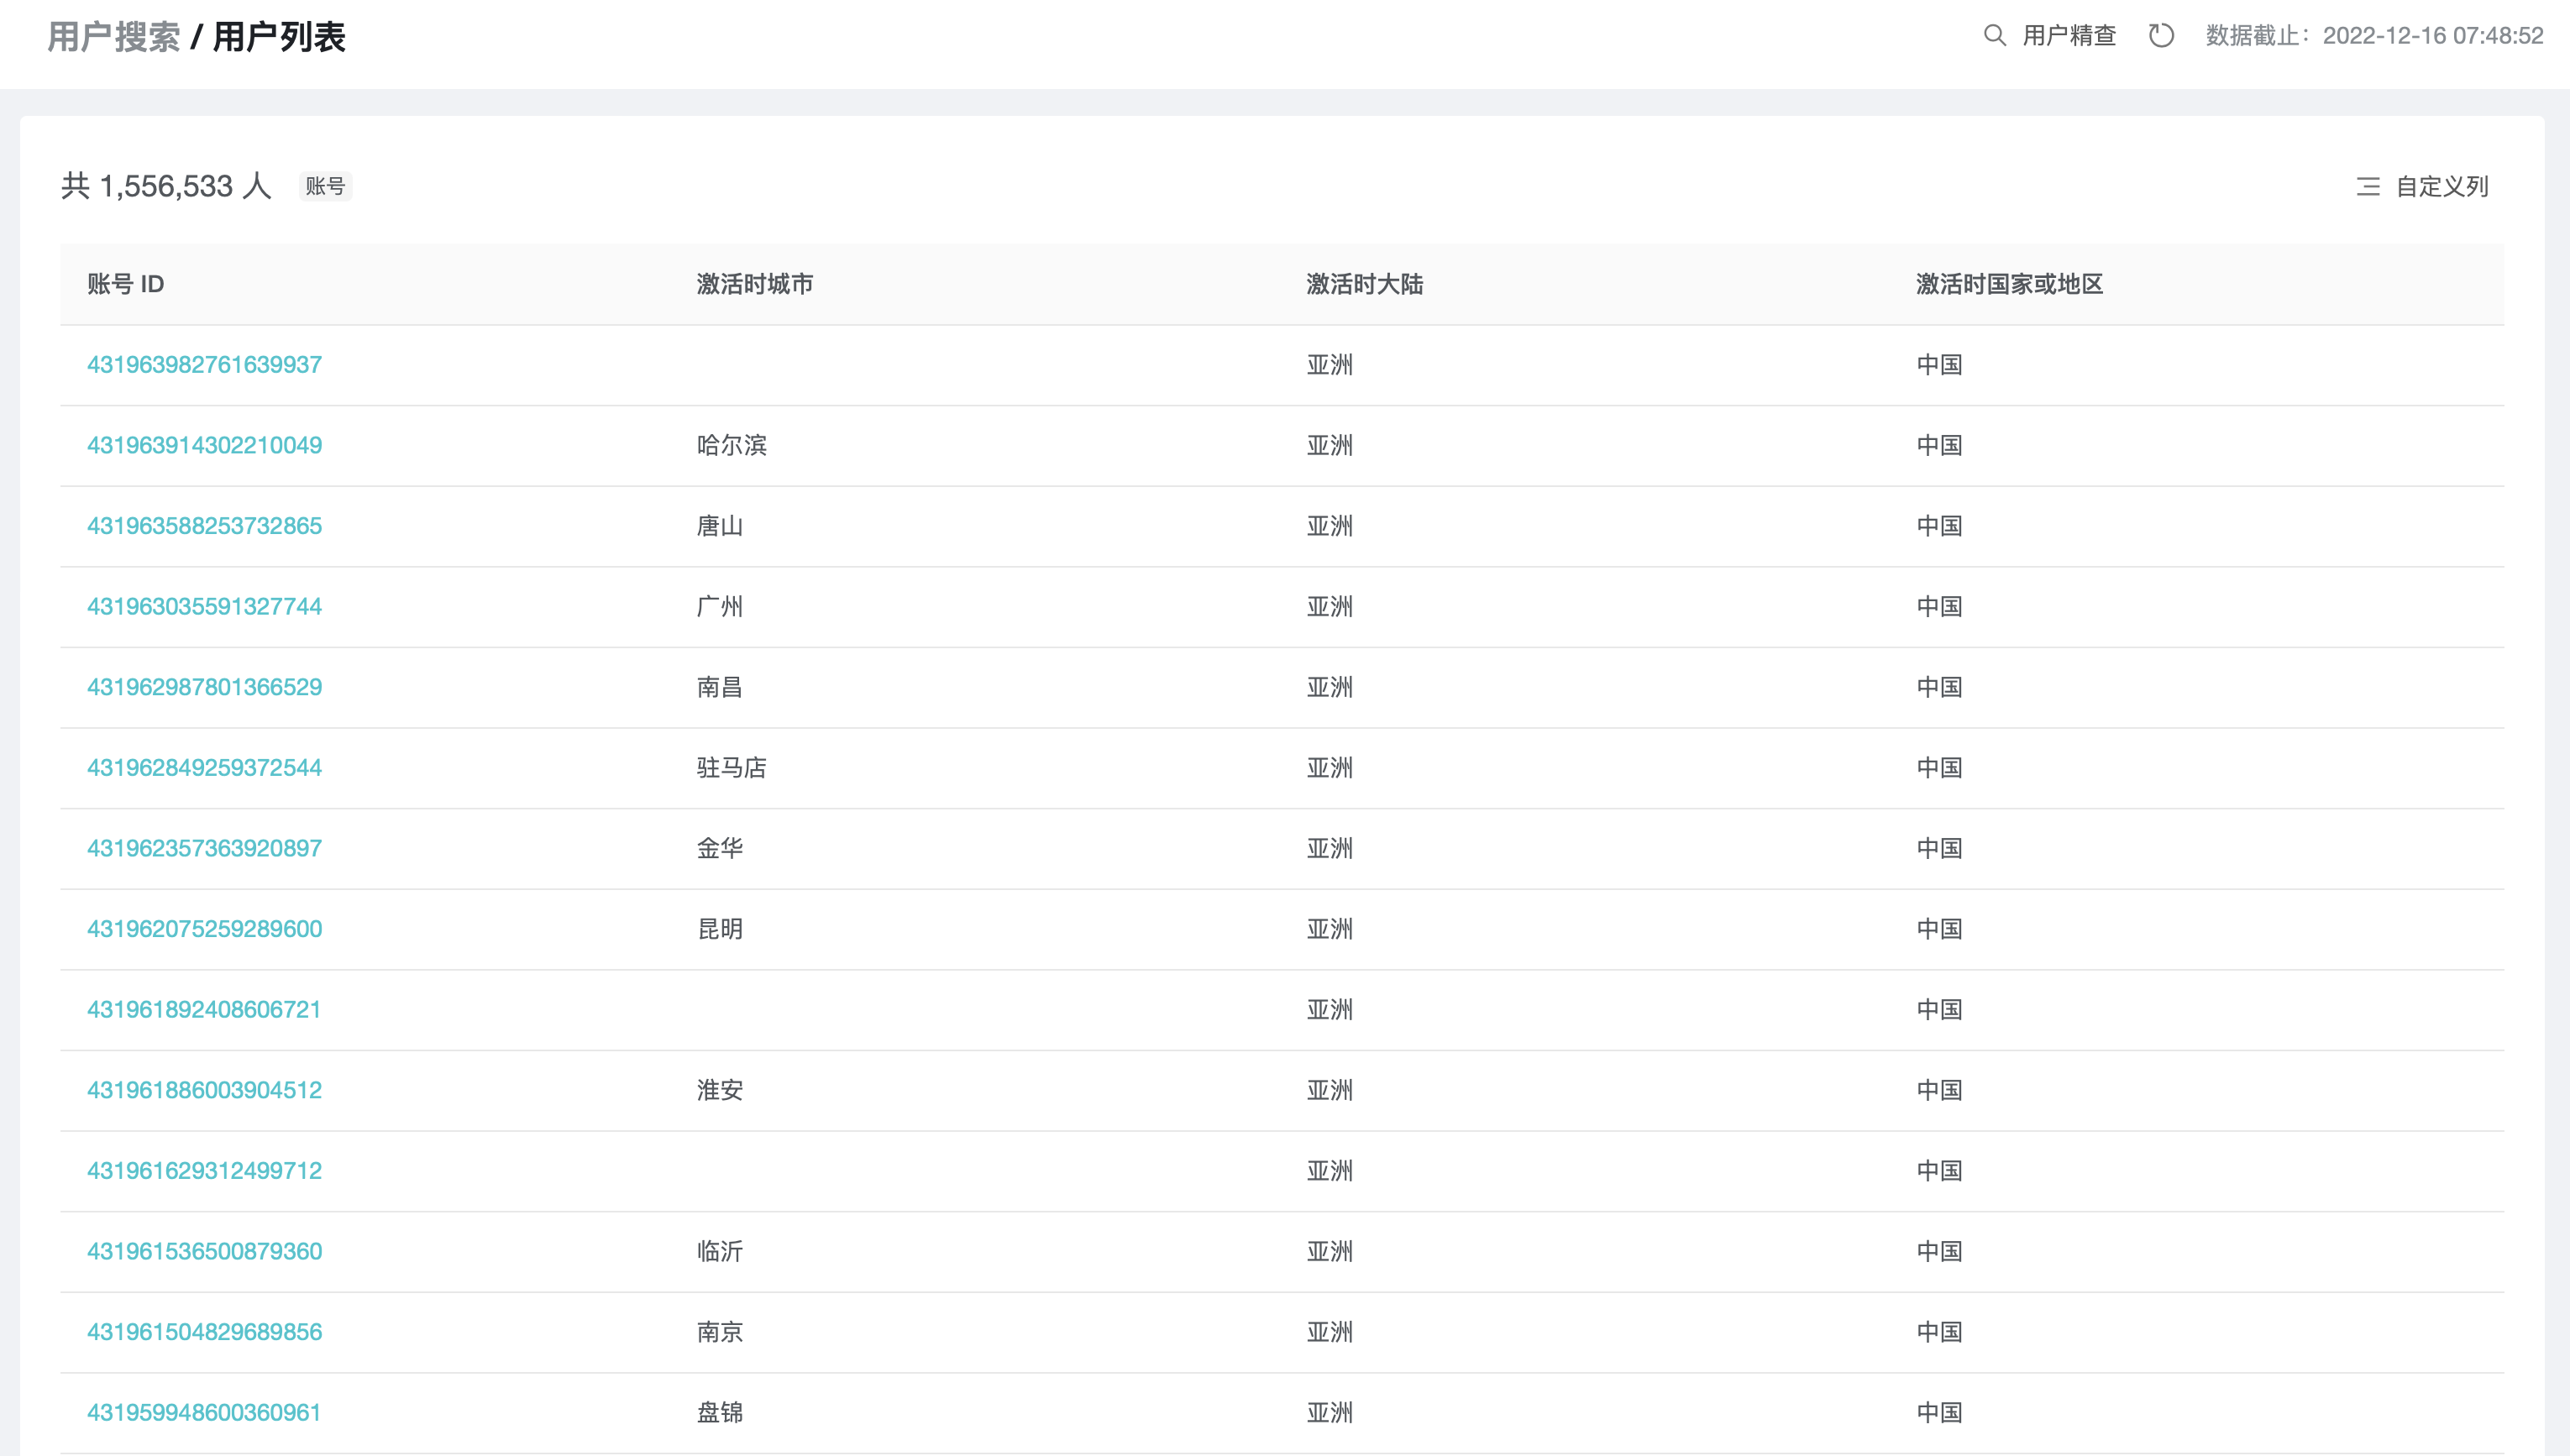 用户搜索 / 用户列表
用户精查 数据截止：2022-12-16 07:48:52
共 1,556,533 人 账号
自定义列
账号 ID 激活时城市 激活时大陆 激活时国家或地区
431963982761639937 亚洲 中国
431963914302210049 哈尔滨 亚洲 中国
431963588253732865 唐山 亚洲 中国
431963035591327744 广州 亚洲 中国
431962987801366529 南昌 亚洲 中国
431962849259372544 驻马店 亚洲 中国
431962357363920897 金华 亚洲 中国
431962075259289600 昆明 亚洲 中国
431961892408606721 亚洲 中国
431961886003904512 淮安 亚洲 中国
431961629312499712 亚洲 中国
431961536500879360 临沂 亚洲 中国
431961504829689856 南京 亚洲 中国
431959948600360961 盘锦 亚洲 中国